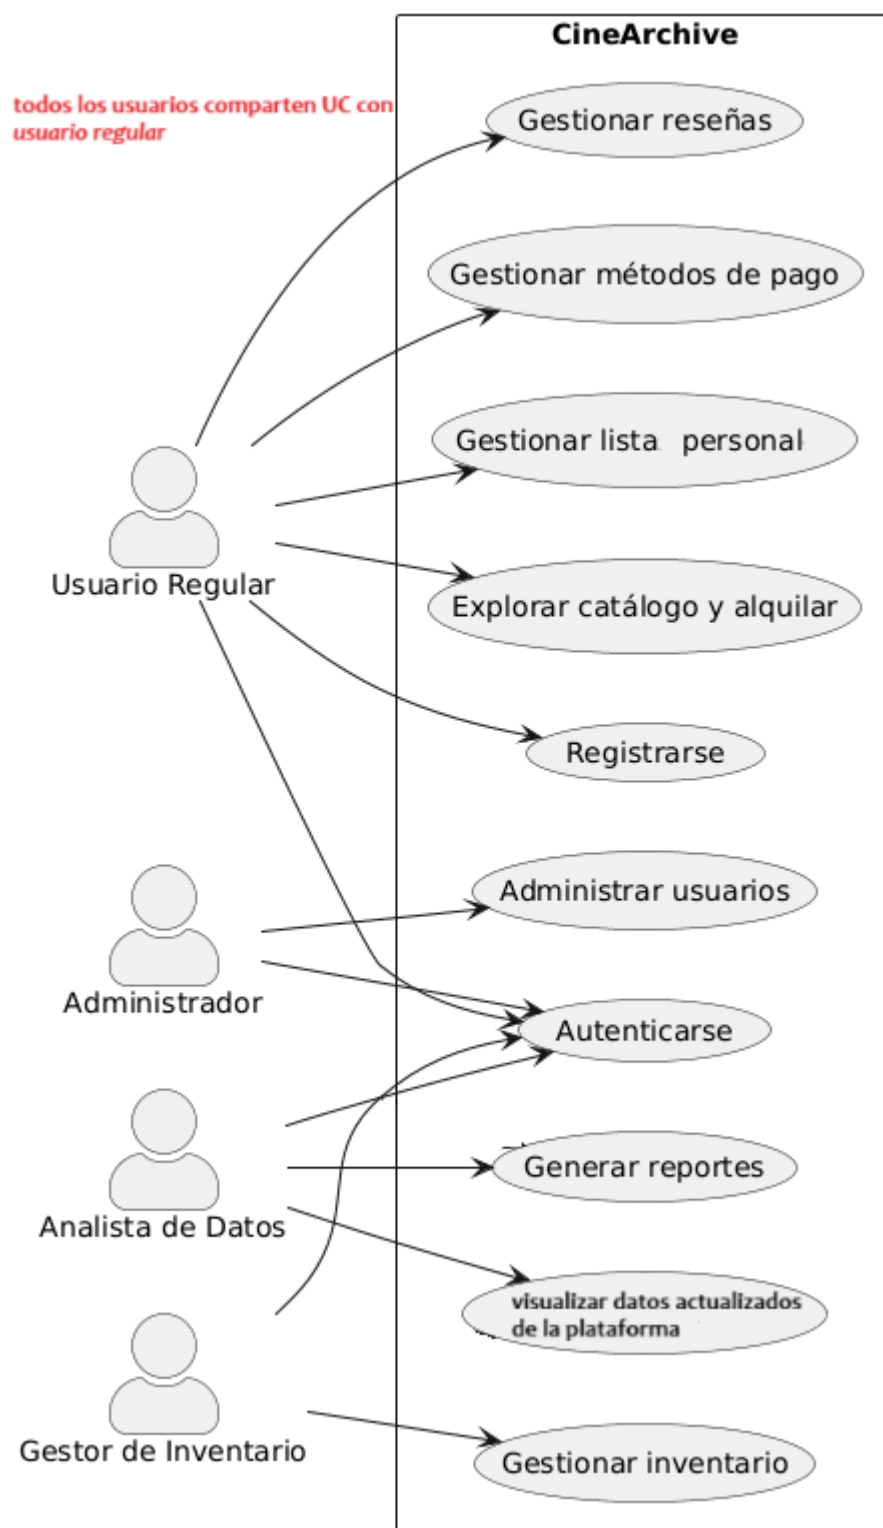 CineArchive
todos los usuarios comparten UC con
usuario regular
Gestionar reseñas
Gestionar métodos de pago
Gestionar lista personal
Usuario Regular
Explorar catálogo y alquilar
Registrarse
Administrar usuarios
Administrador
Autenticarse
Generar reportes
Analista de Datos
visualizar datos actualizados
de la plataforma
Gestor de Inventario
Gestionar inventario